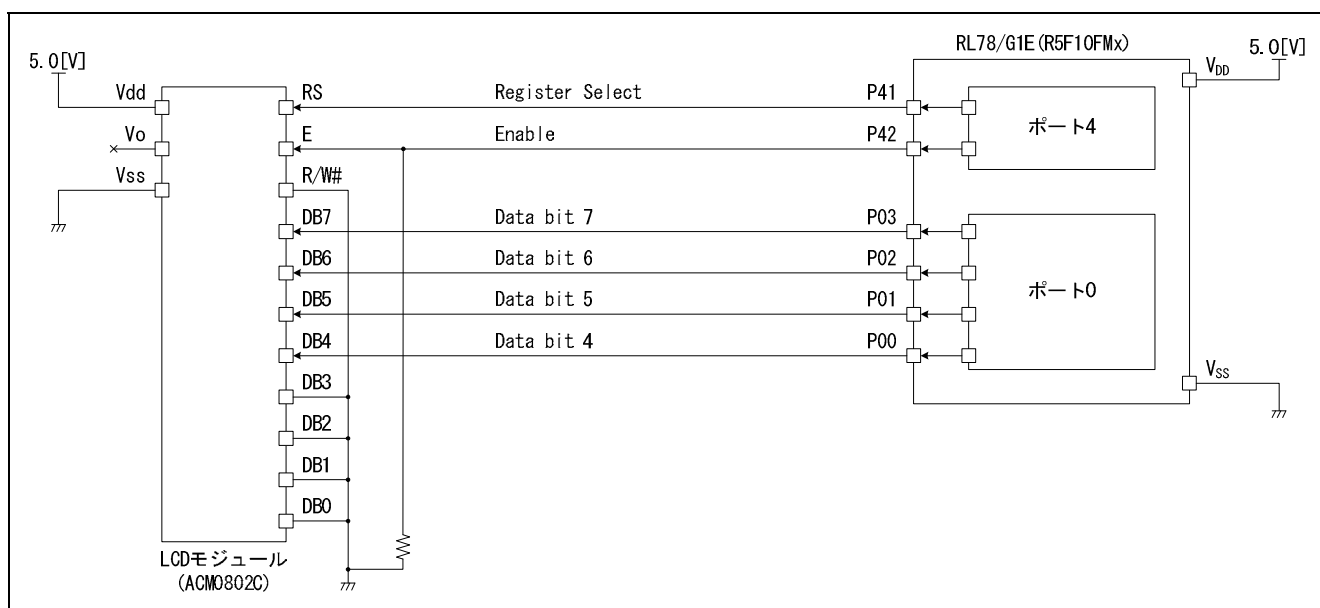 RL78/G1E(R5F10FMx)
5.0[V]
5.0[V]
VDD
Vdd
RS
Register Select
P41
ポート4
Vo
E
Enable
P42
Vss
R/W#
DB7
Data bit 7
P03
DB6
Data bit 6
P02
ポート0
DB5
Data bit 5
P01
DB4
Data bit 4
P00
VSS
DB3
DB2
DB1
DB0
LCDモジュール
(ACM0802C)